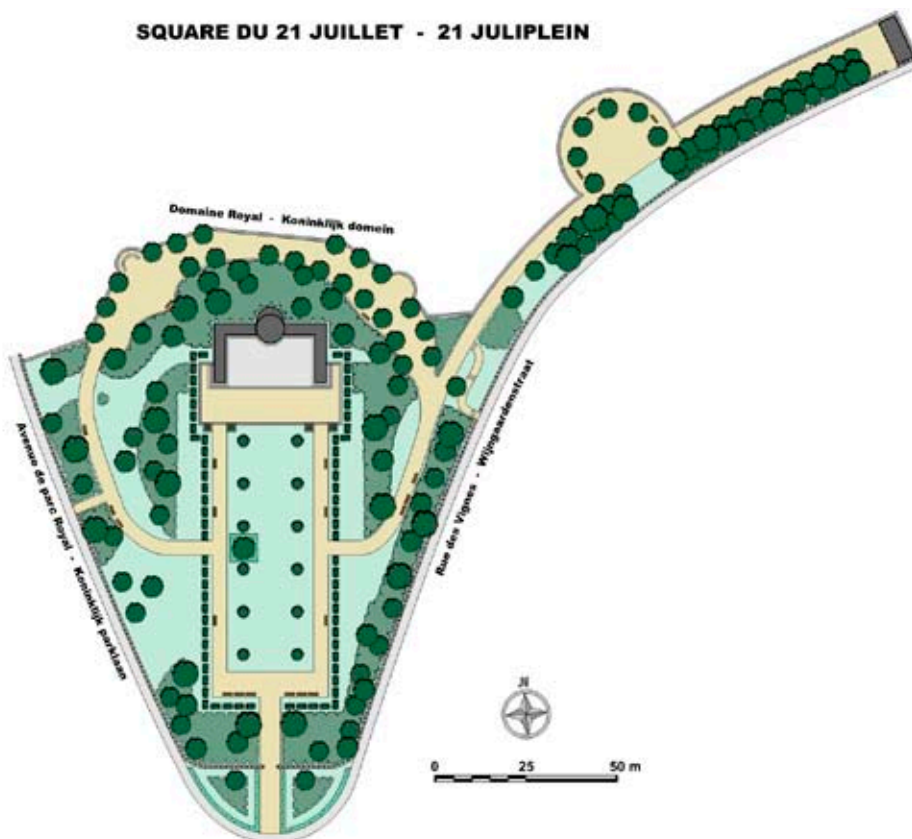 SQUARE DU 21 JUILLET - 21 JULIPLEIN
Domaine Royal - Koninklijk domein
Avenue de parc Royal - Koninklijk parklaan
Rue des Vignes - Wijngaardenstraat
N
0 25 50 m